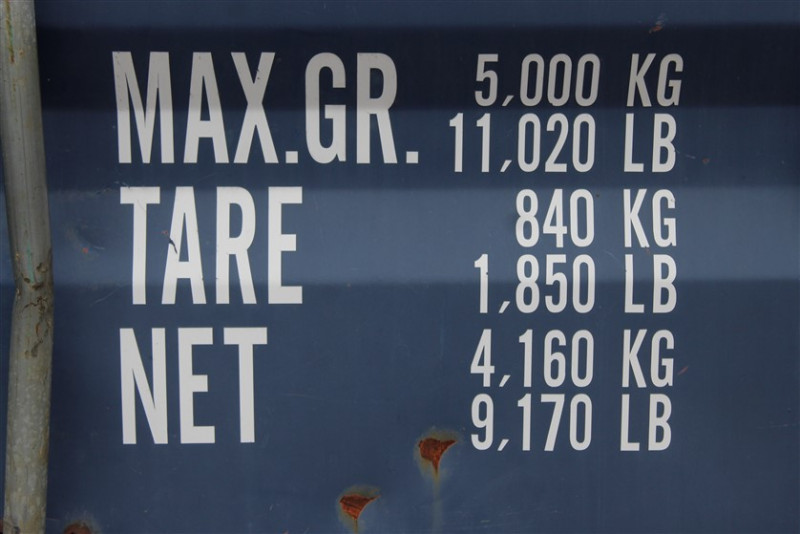 MAX.GR. 5,000 KG
11,020 LB
TARE 840 KG
1,850 LB
NET 4,160 KG
9,170 LB